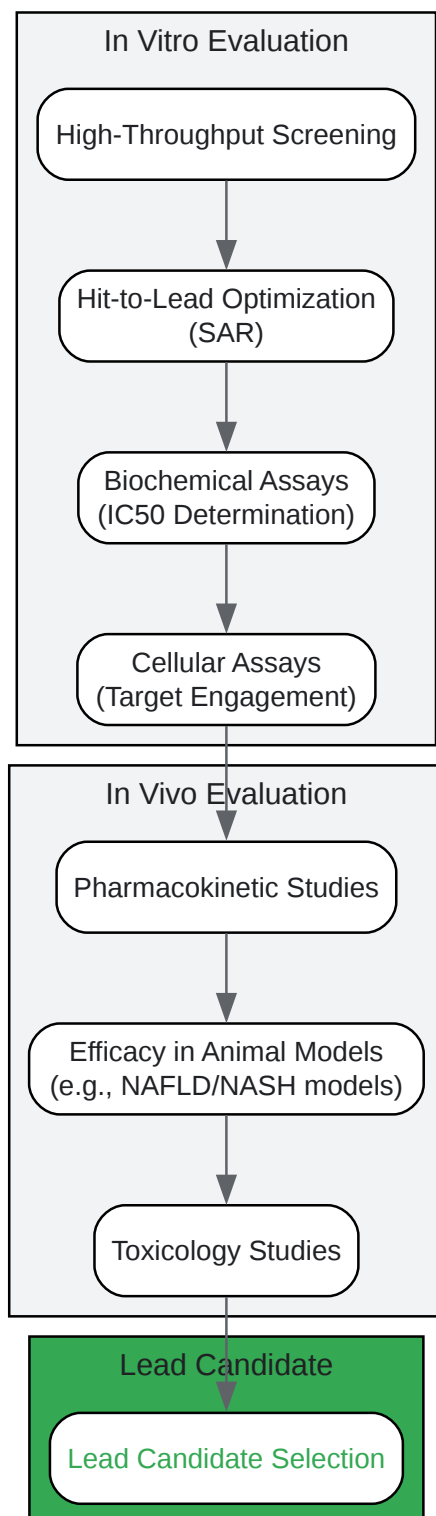 In Vitro Evaluation
High-Throughput Screening
Hit-to-Lead Optimization
(SAR)
Biochemical Assays
(IC50 Determination)
Cellular Assays
(Target Engagement)
In Vivo Evaluation
Pharmacokinetic Studies
Efficacy in Animal Models
(e.g., NAFLD/NASH models)
Toxicology Studies
Lead Candidate
Lead Candidate Selection